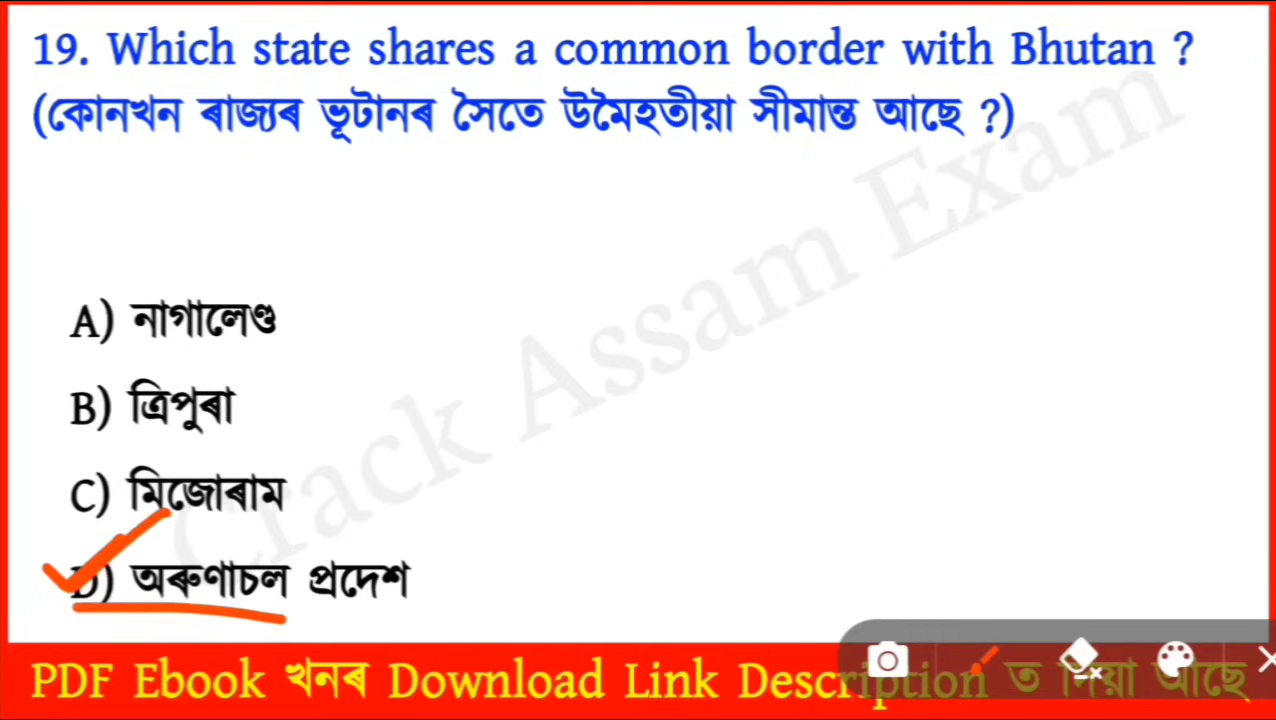 19. Which state shares a common border with Bhutan ?
(কোনখন ৰাজ্যৰ ভূটানৰ সৈতে উমৈহতীয়া সীমান্ত আছে ?)
Crack Assam Exam
A) নাগালেণ্ড
B) ত্ৰিপুৰা
C) মিজোৰাম
D) অৰুণাচল প্ৰদেশ
PDF Ebook খনৰ Download Link Description ত দিয়া আছে